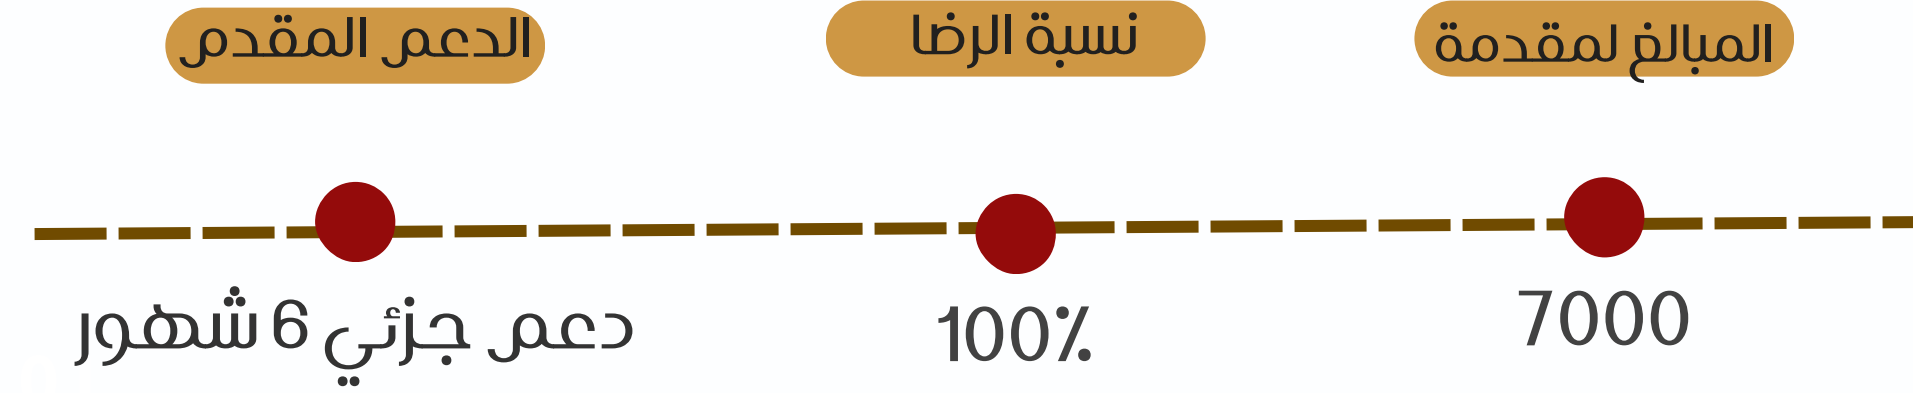 المبالغ لمقدمة
نسبة الرضا
الدعم المقدم
7000
100%
دعم جزئي 6 شهور